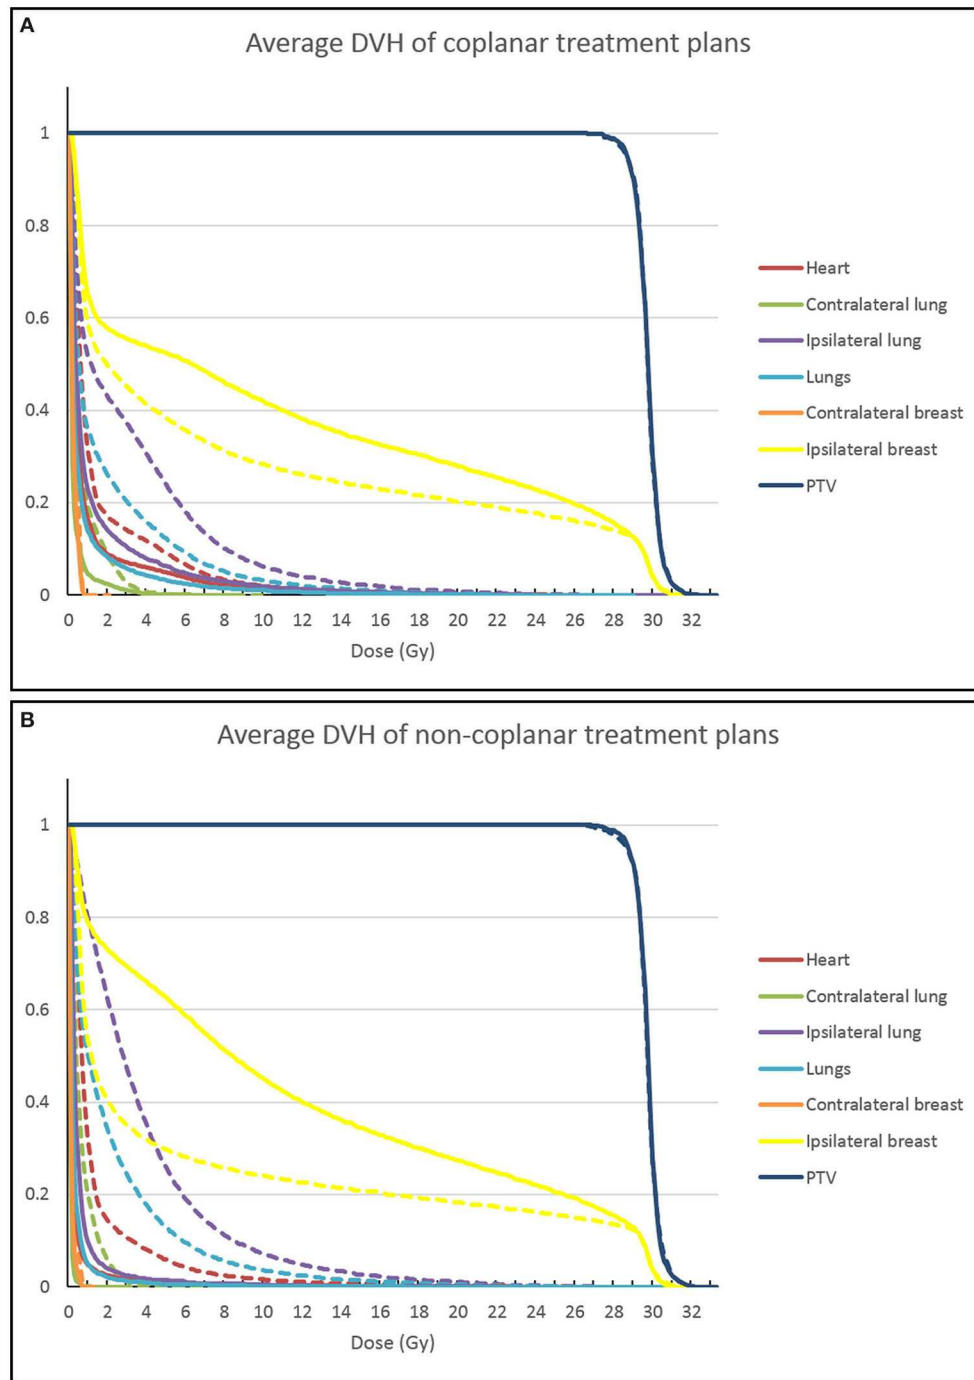 A
Average DVH of coplanar treatment plans
1
0.8
0.6
0.4
0.2
0
0 2 4 6 8 10 12 14 16 18 20 22 24 26 28 30 32
Dose (Gy)
Heart
Contralateral lung
Ipsilateral lung
Lungs
Contralateral breast
Ipsilateral breast
PTV
B
Average DVH of non-coplanar treatment plans
1
0.8
0.6
0.4
0.2
0
0 2 4 6 8 10 12 14 16 18 20 22 24 26 28 30 32
Dose (Gy)
Heart
Contralateral lung
Ipsilateral lung
Lungs
Contralateral breast
Ipsilateral breast
PTV